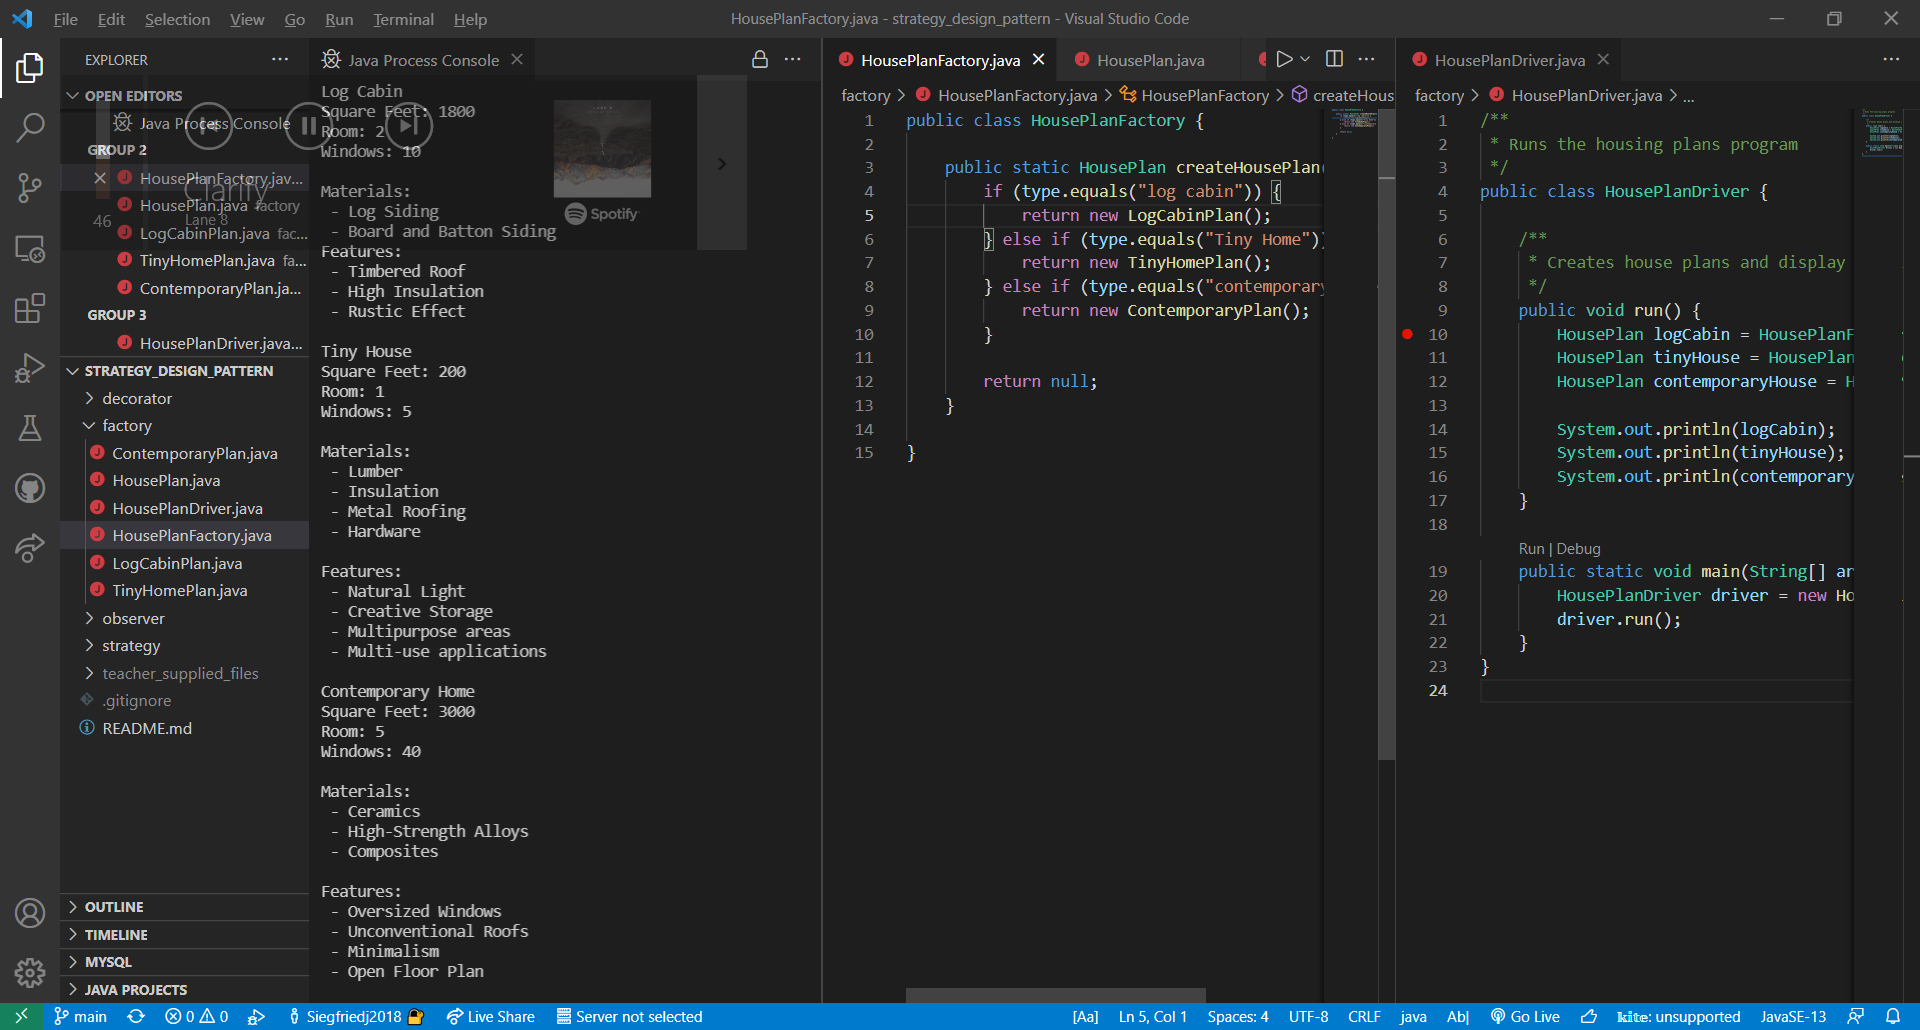 File Edit Selection View Go Run Terminal Help
HousePlanFactory.java - strategy_design_pattern - Visual Studio Code
EXPLORER
OPEN EDITORS
Java Process Console
GROUP 2
HousePlanFactory.jav...
HousePlan.java factory
LogCabinPlan.java fac...
TinyHomePlan.java fa...
ContemporaryPlan.ja...
GROUP 3
HousePlanDriver.java...
46
Clarify
Lane 8
Spotify
STRATEGY_DESIGN_PATTERN
decorator
factory
ContemporaryPlan.java
HousePlan.java
HousePlanDriver.java
HousePlanFactory.java
LogCabinPlan.java
TinyHomePlan.java
observer
strategy
teacher_supplied_files
.gitignore
README.md
OUTLINE
TIMELINE
MYSQL
JAVA PROJECTS
Java Process Console
Log Cabin
Square Feet: 1800
Room: 2
Windows: 10
Materials:
- Log Siding
- Board and Batton Siding
Features:
- Timbered Roof
- High Insulation
- Rustic Effect
Tiny House
Square Feet: 200
Room: 1
Windows: 5
Materials:
- Lumber
- Insulation
- Metal Roofing
- Hardware
Features:
- Natural Light
- Creative Storage
- Multipurpose areas
- Multi-use applications
Contemporary Home
Square Feet: 3000
Room: 5
Windows: 40
Materials:
- Ceramics
- High-Strength Alloys
- Composites
Features:
- Oversized Windows
- Unconventional Roofs
- Minimalism
- Open Floor Plan
HousePlanFactory.java
HousePlan.java
factory > HousePlanFactory.java > HousePlanFactory > createHous
1 public class HousePlanFactory {
2
3 public static HousePlan createHousePlan(
4 if (type.equals("log cabin")) {
5 return new LogCabinPlan();
6 } else if (type.equals("Tiny Home"))
7 return new TinyHomePlan();
8 } else if (type.equals("contemporary
9 return new ContemporaryPlan();
10 }
11
12 return null;
13 }
14
15 }
HousePlanDriver.java
factory > HousePlanDriver.java > ...
1 /**
2 * Runs the housing plans program
3 */
4 public class HousePlanDriver {
5
6 /**
7 * Creates house plans and display
8 */
9 public void run() {
10 HousePlan logCabin = HousePlanF
11 HousePlan tinyHouse = HousePlan
12 HousePlan contemporaryHouse = H
13
14 System.out.println(logCabin);
15 System.out.println(tinyHouse);
16 System.out.println(contemporary
17 }
18
Run | Debug
19 public static void main(String[] ar
20 HousePlanDriver driver = new Ho
21 driver.run();
22 }
23 }
24
main 0 0 Siegfriedj2018 Live Share Server not selected [Aa] Ln 5, Col 1 Spaces: 4 UTF-8 CRLF java Ab| Go Live kite: unsupported JavaSE-13